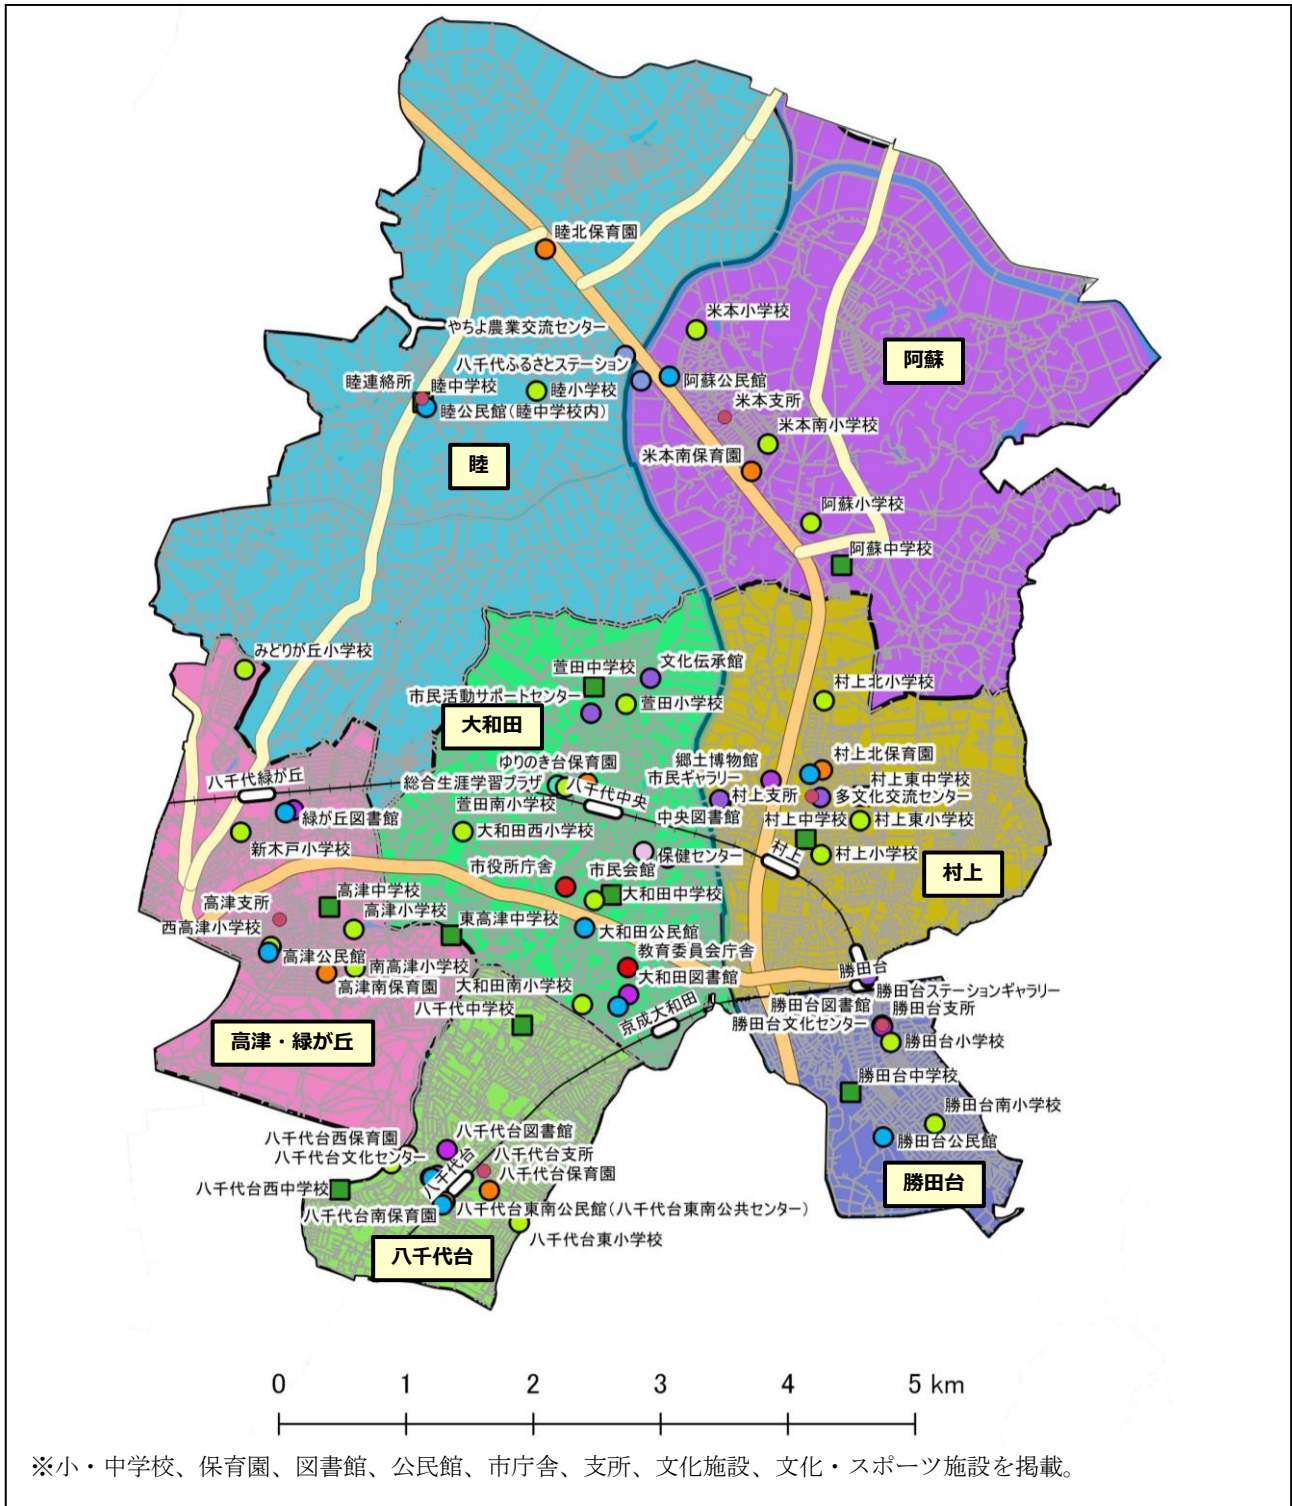 睦北保育園
米本小学校
やちよ農業交流センター
阿蘇
八千代ふるさとステーション
阿蘇公民館
睦連絡所
睦中学校
睦小学校
米本支所
睦公民館(睦中学校内)
米本南小学校
米本南保育園
睦
阿蘇小学校
阿蘇中学校
みどりが丘小学校
萱田中学校
文化伝承館
村上北小学校
市民活動サポートセンター
萱田小学校
大和田
ゆりのき台保育園
郷土博物館
村上北保育園
八千代緑が丘
総合生涯学習プラザ
八千代中央
市民ギャラリー
村上東中学校
村上支所
多文化交流センター
萱田南小学校
中央図書館
緑が丘図書館
大和田西小学校
村上中学校
村上東小学校
新木戸小学校
保健センター
村上
村上小学校
市役所庁舎
市民会館
村上
高津中学校
大和田中学校
高津支所
高津小学校
東高津中学校
西高津小学校
大和田公民館
高津公民館
教育委員会庁舎
南高津小学校
勝田台
高津南保育園
大和田南小学校
大和田図書館
勝田台ステーションギャラリー
八千代中学校
京成大和田
勝田台図書館
勝田台支所
勝田台文化センター
高津・緑が丘
勝田台小学校
勝田台中学校
勝田台南小学校
八千代台西保育園
八千代台図書館
勝田台公民館
八千代台文化センター
八千代台
八千代台支所
八千代台保育園
勝田台
八千代台西中学校
八千代台南保育園
八千代台東南公民館(八千代台東南公共センター)
八千代台東小学校
八千代台
0 1 2 3 4 5 km
※小・中学校、保育園、図書館、公民館、市庁舎、支所、文化施設、文化・スポーツ施設を掲載。